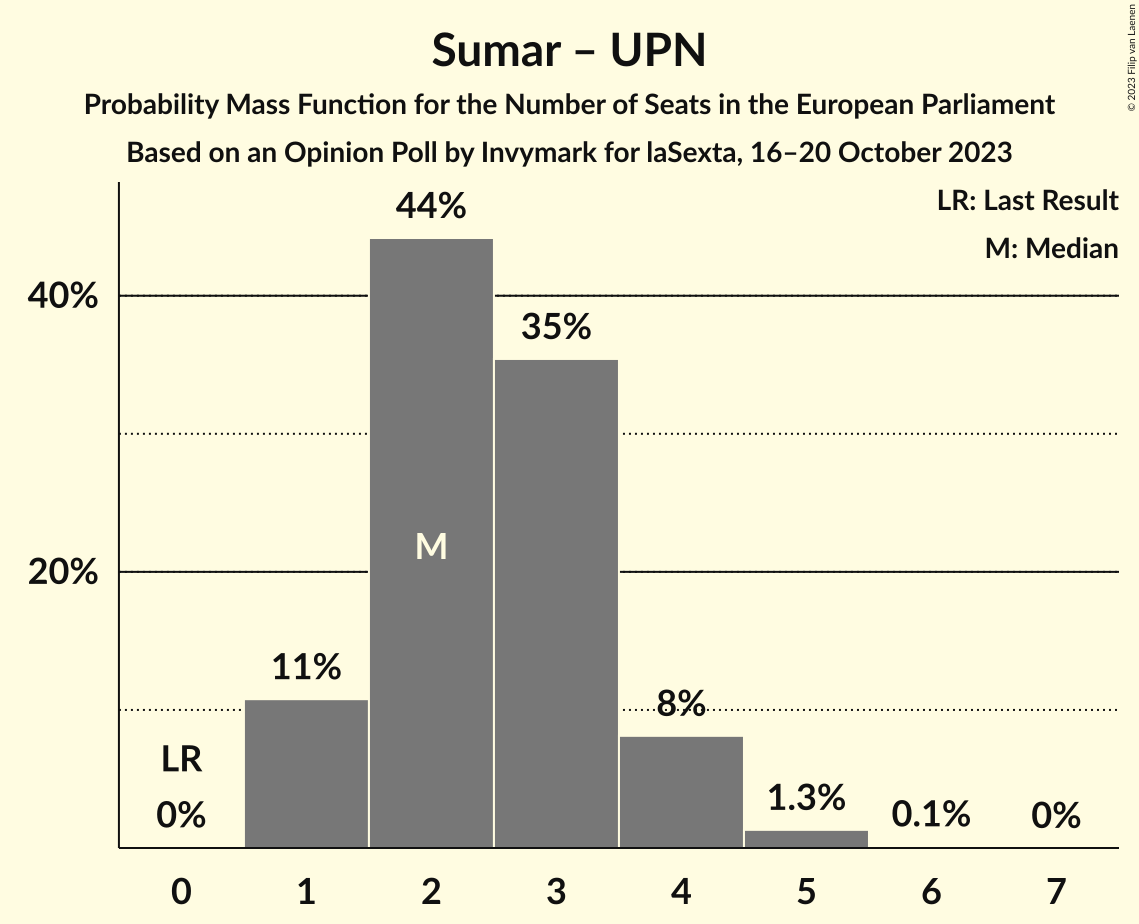 Sumar – UPN
Probability Mass Function for the Number of Seats in the European Parliament
Based on an Opinion Poll by Invymark for laSexta, 16–20 October 2023
© 2023 Filip van Laenen
LR: Last Result
M: Median
44%
40%
35%
M
20%
11%
8%
LR
0%
1.3%
0.1%
0%
0 1 2 3 4 5 6 7